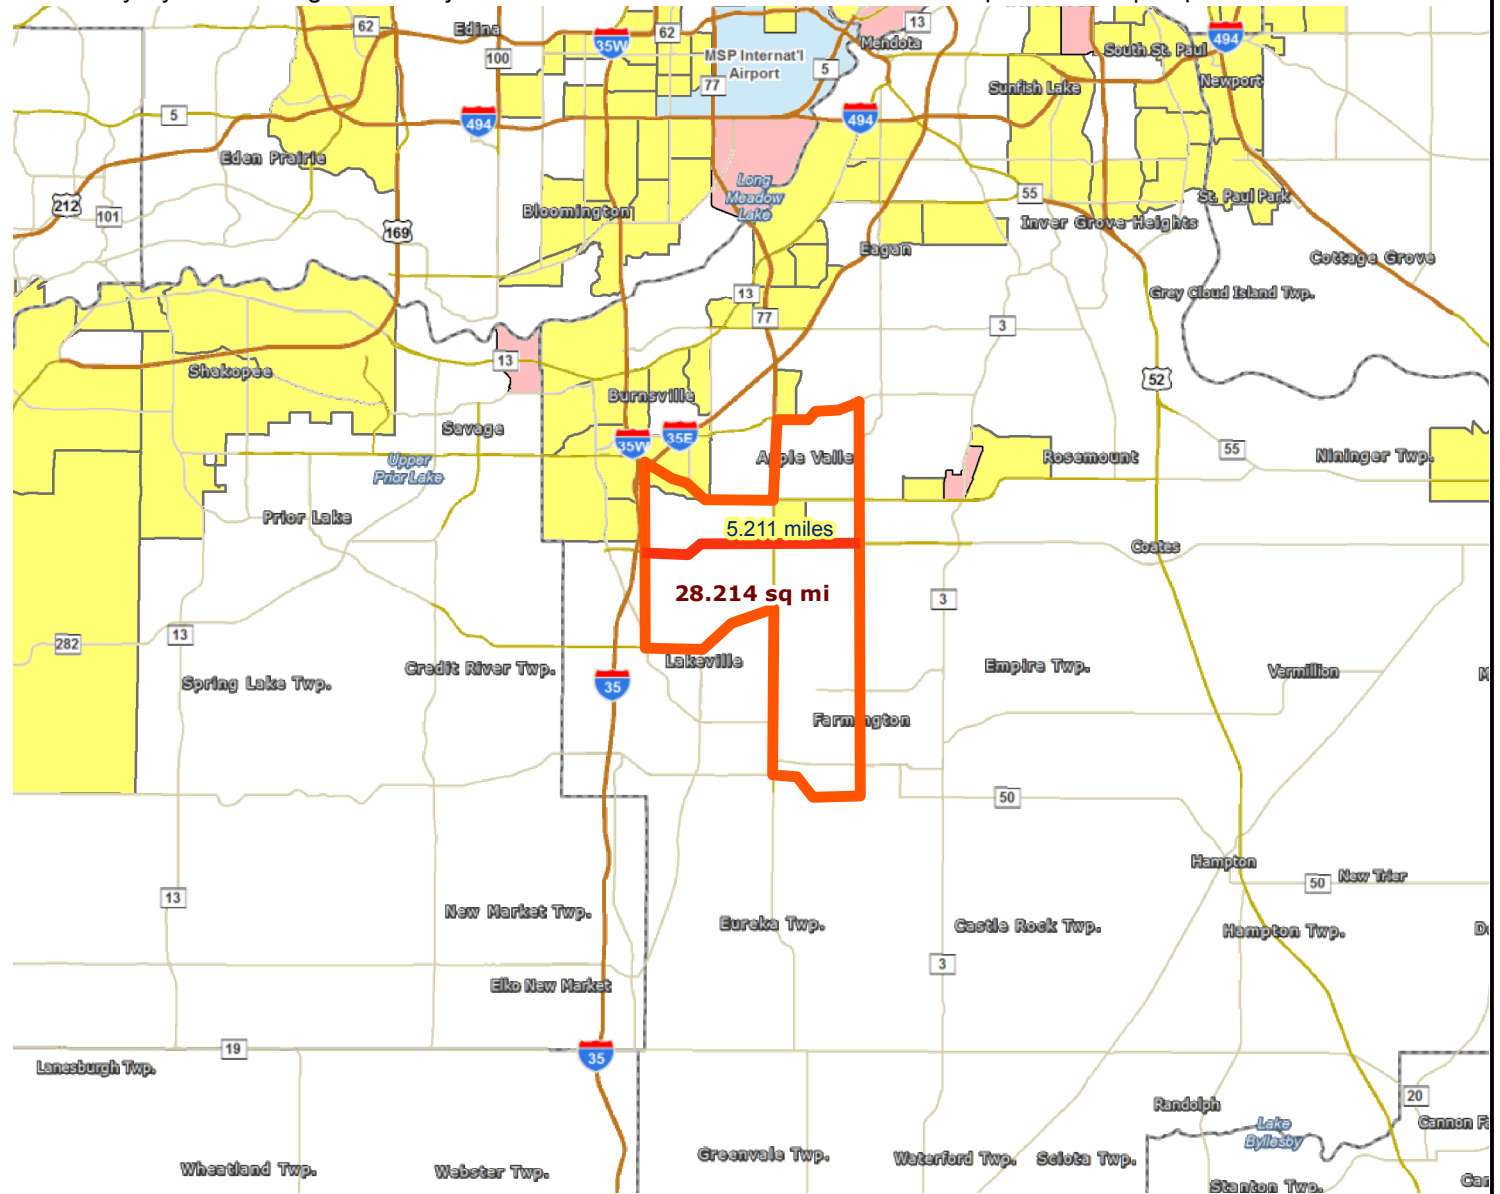 62
Edina
35W
62
13
Mendota
494
South St. Paul
100
MSP Internat'l
Airport
5
77
Sunfish Lake
Newport
5
494
494
Eden Prairie
212
101
Bloomington
Long
Meadow
Lake
55
St. Paul Park
Inver Grove Heights
169
Eagan
Cottage Grove
13
Grey Cloud Island Twp.
77
3
13
Shakopee
52
Burnsville
Savage
35W
35E
Apple Valle
55
Nininger Twp.
Rosemount
Upper
Prior Lake
Prior Lake
5.211 miles
Coates
28.214 sq mi
3
13
282
Credit River Twp.
Lakeville
Empire Twp.
Vermillion
Spring Lake Twp.
35
Farmington
50
Hampton
50
New Trier
13
New Market Twp.
Eureka Twp.
Castle Rock Twp.
Hampton Twp.
3
Elko New Market
19
35
Lanesburgh Twp.
20
Randolph
Lake
Byllesby
Cannon Fa
Wheatland Twp.
Webster Twp.
Greenvale Twp.
Waterford Twp.
Sciota Twp.
Stanton Twp.
Can